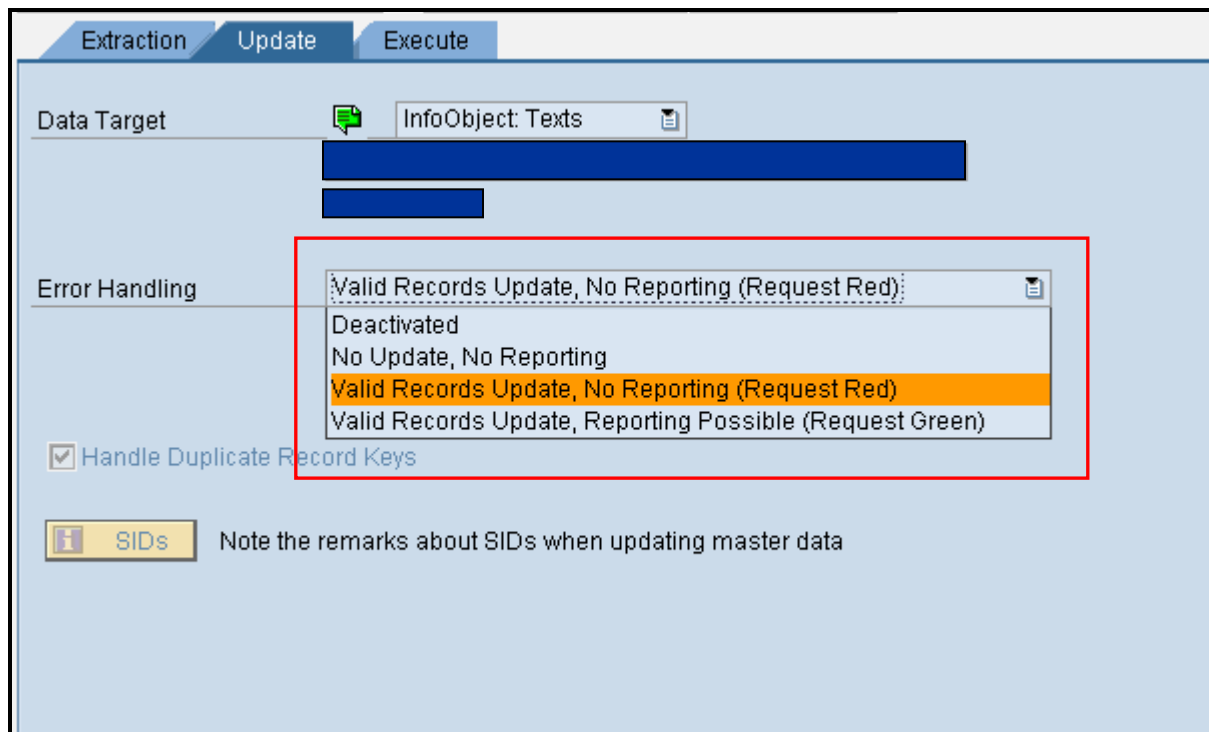 Extraction Update Execute
Data Target InfoObject: Texts
Error Handling Valid Records Update, No Reporting (Request Red)
Deactivated
No Update, No Reporting
Valid Records Update, No Reporting (Request Red)
Valid Records Update, Reporting Possible (Request Green)
Handle Duplicate Record Keys
SIDs Note the remarks about SIDs when updating master data